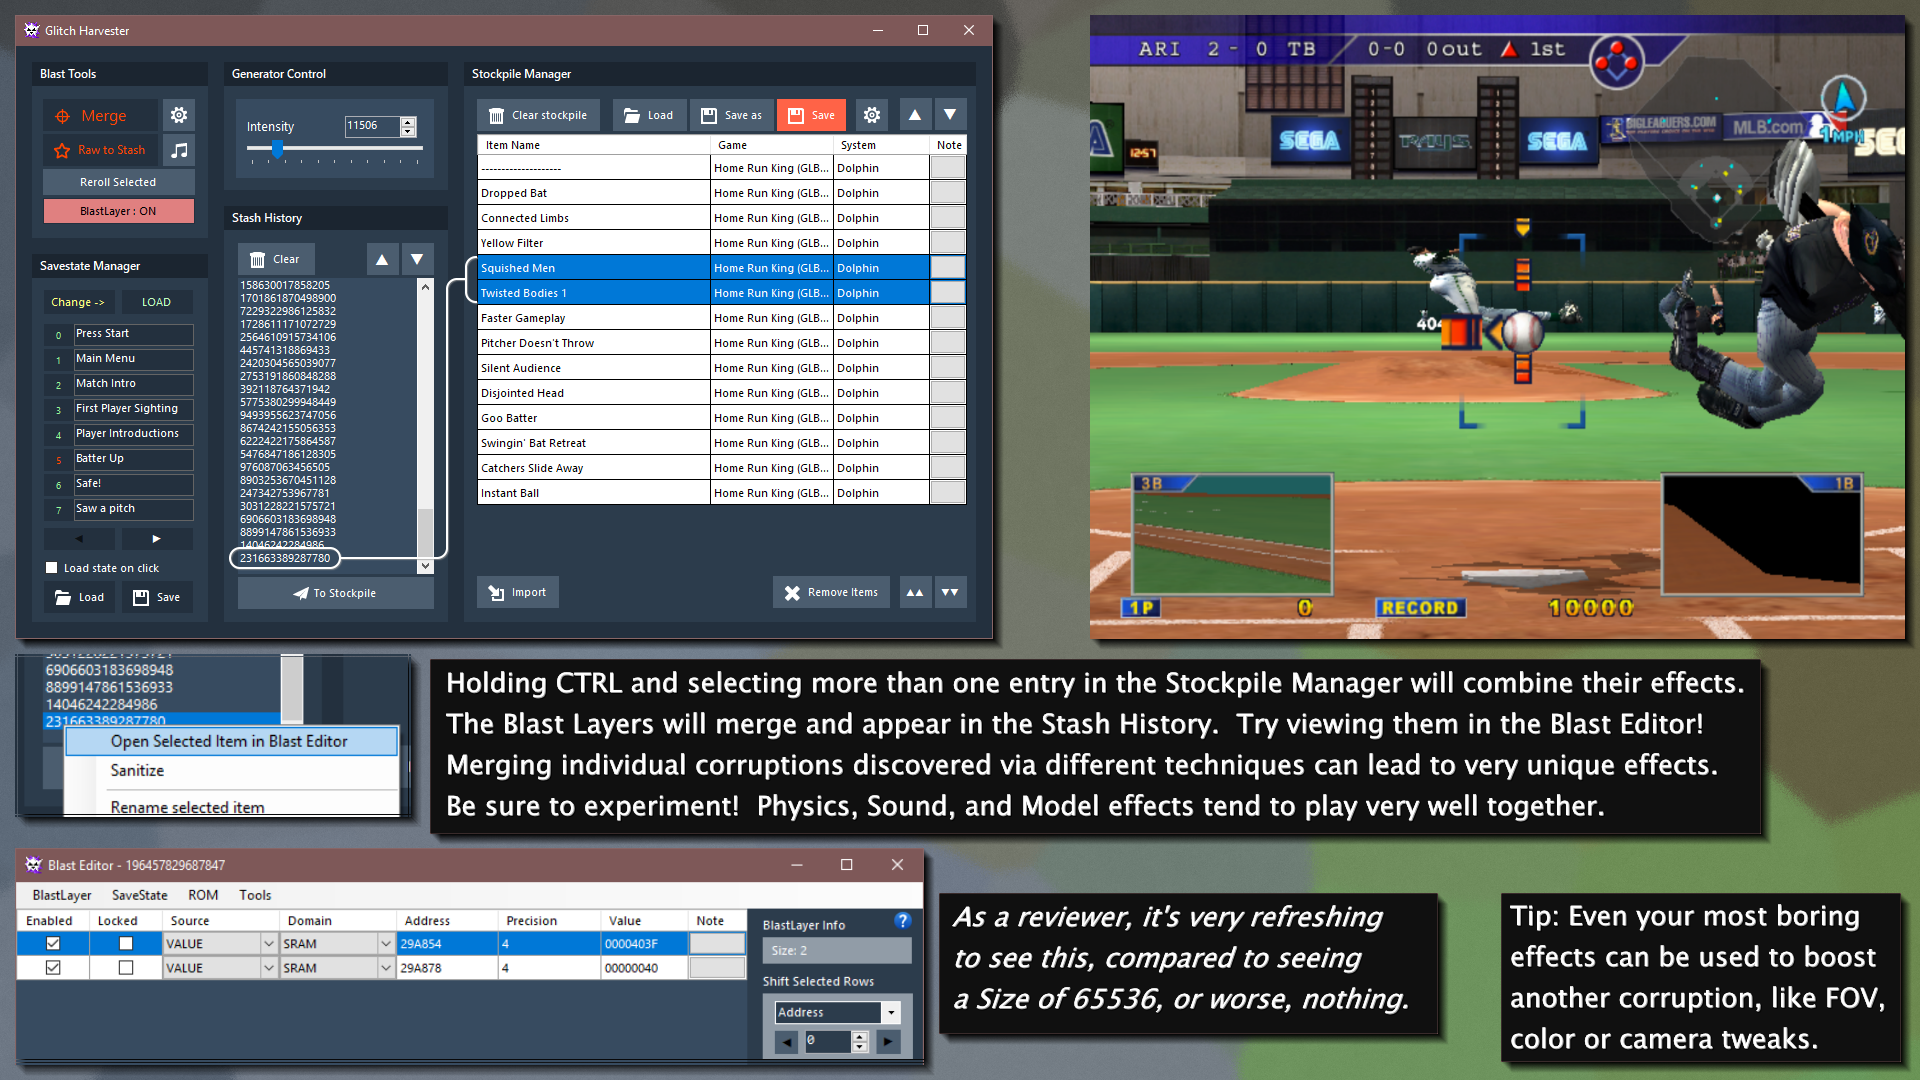 Glitch Harvester
Blast Tools
Merge
Raw to Stash
Reroll Selected
BlastLayer : ON
Savestate Manager
Change -> LOAD
0 Press Start
1 Main Menu
2 Match Intro
3 First Player Sighting
4 Player Introductions
5 Batter Up
6 Safe!
7 Saw a pitch
Load state on click
Load Save
Generator Control
Intensity 11506
Stash History
Clear
158630017858205
1701861870498900
7229322986125832
1728611171072729
2564610915734106
445741318869433
2420304565039077
2753191860848288
392118764371942
5775380299948449
9493955623747056
8674242155056353
6222422175864587
5476847186128305
976087063456505
8903253670451128
247342753967781
3031228221575721
6906603183698948
8899147861536933
14046242284986
231663389287780
To Stockpile
Stockpile Manager
Clear stockpile Load Save as Save
Item Name Game System Note
-------------------- Home Run King (GLB... Dolphin
Dropped Bat Home Run King (GLB... Dolphin
Connected Limbs Home Run King (GLB... Dolphin
Yellow Filter Home Run King (GLB... Dolphin
Squished Men Home Run King (GLB... Dolphin
Twisted Bodies 1 Home Run King (GLB... Dolphin
Faster Gameplay Home Run King (GLB... Dolphin
Pitcher Doesn't Throw Home Run King (GLB... Dolphin
Silent Audience Home Run King (GLB... Dolphin
Disjointed Head Home Run King (GLB... Dolphin
Goo Batter Home Run King (GLB... Dolphin
Swingin' Bat Retreat Home Run King (GLB... Dolphin
Catchers Slide Away Home Run King (GLB... Dolphin
Instant Ball Home Run King (GLB... Dolphin
Import Remove Items
ARI 2 - 0 TB 0-0 0out 1st
SEGA RAYS SEGA BIGLEAGUERS.COM MLB.com
1MPH
12:57
404
3B 1B
1P 0 RECORD 10000
6906603183698948
8899147861536933
14046242284986
231663389287780
Open Selected Item in Blast Editor
Sanitize
Rename selected item
Holding CTRL and selecting more than one entry in the Stockpile Manager will combine their effects.
The Blast Layers will merge and appear in the Stash History. Try viewing them in the Blast Editor!
Merging individual corruptions discovered via different techniques can lead to very unique effects.
Be sure to experiment! Physics, Sound, and Model effects tend to play very well together.
Blast Editor - 196457829687847
BlastLayer SaveState ROM Tools
Enabled Locked Source Domain Address Precision Value Note
VALUE SRAM 29A854 4 0000403F
VALUE SRAM 29A878 4 00000040
BlastLayer Info ?
Size: 2
Shift Selected Rows
Address
0
As a reviewer, it's very refreshing
to see this, compared to seeing
a Size of 65536, or worse, nothing.
Tip: Even your most boring
effects can be used to boost
another corruption, like FOV,
color or camera tweaks.